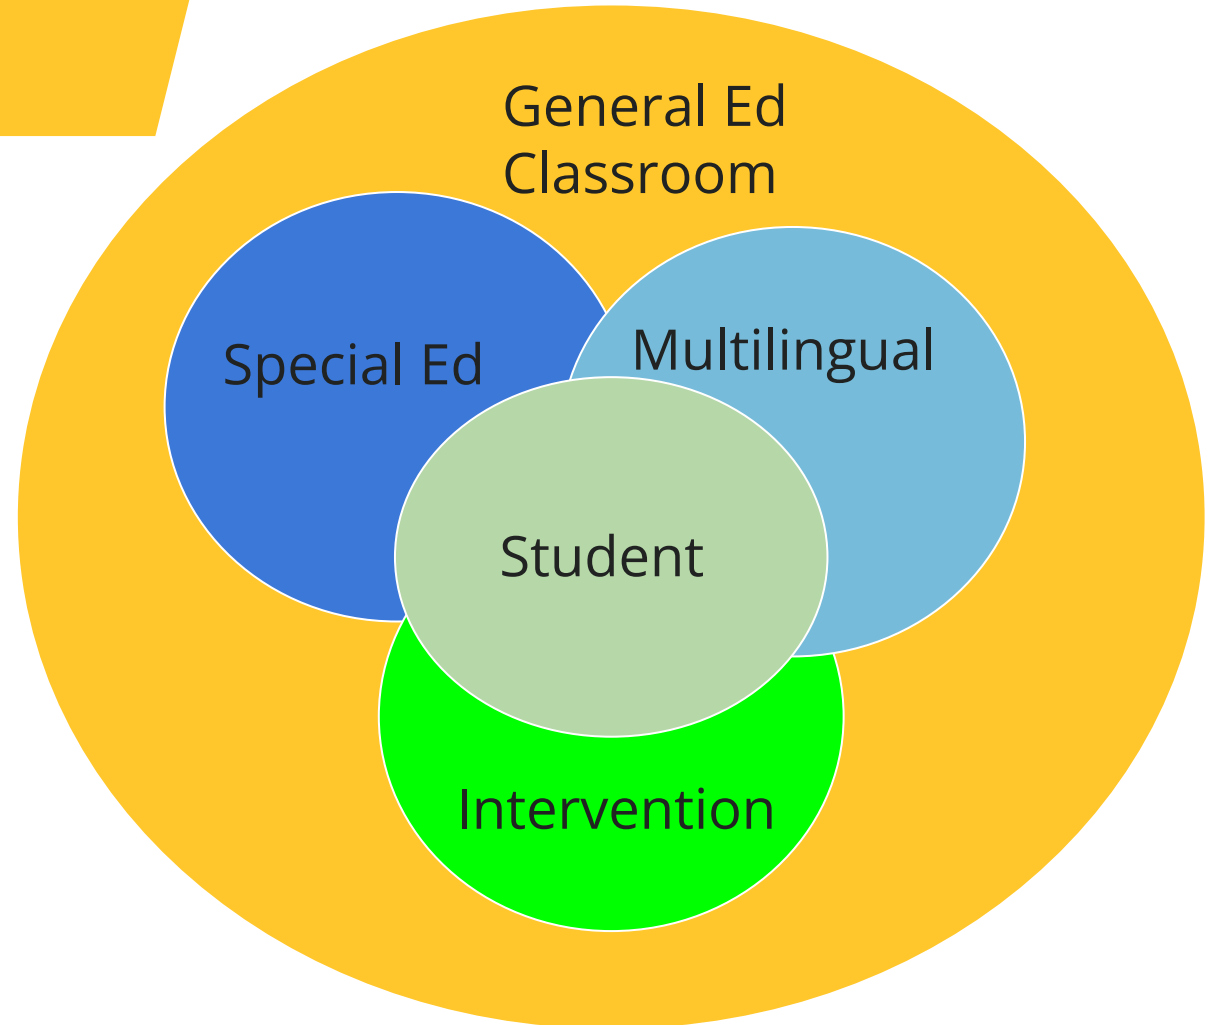 General Ed
Classroom
Special Ed
Multilingual
Student
Intervention